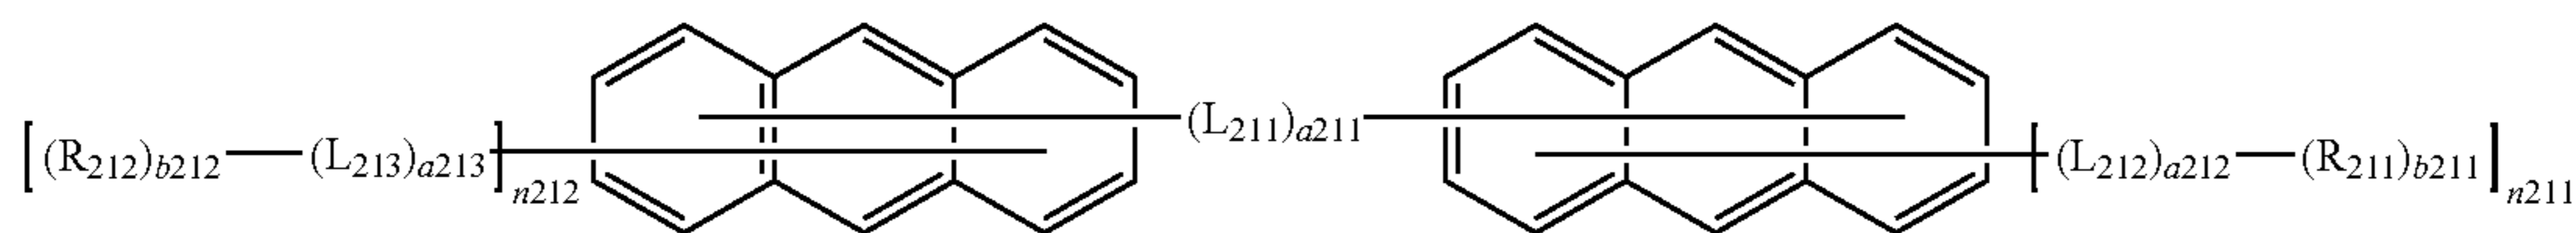 [(R₂₁₂)b212—(L₂₁₃)a213]n212 (L₂₁₁)a211 [(L₂₁₂)a212—(R₂₁₁)b211]n211